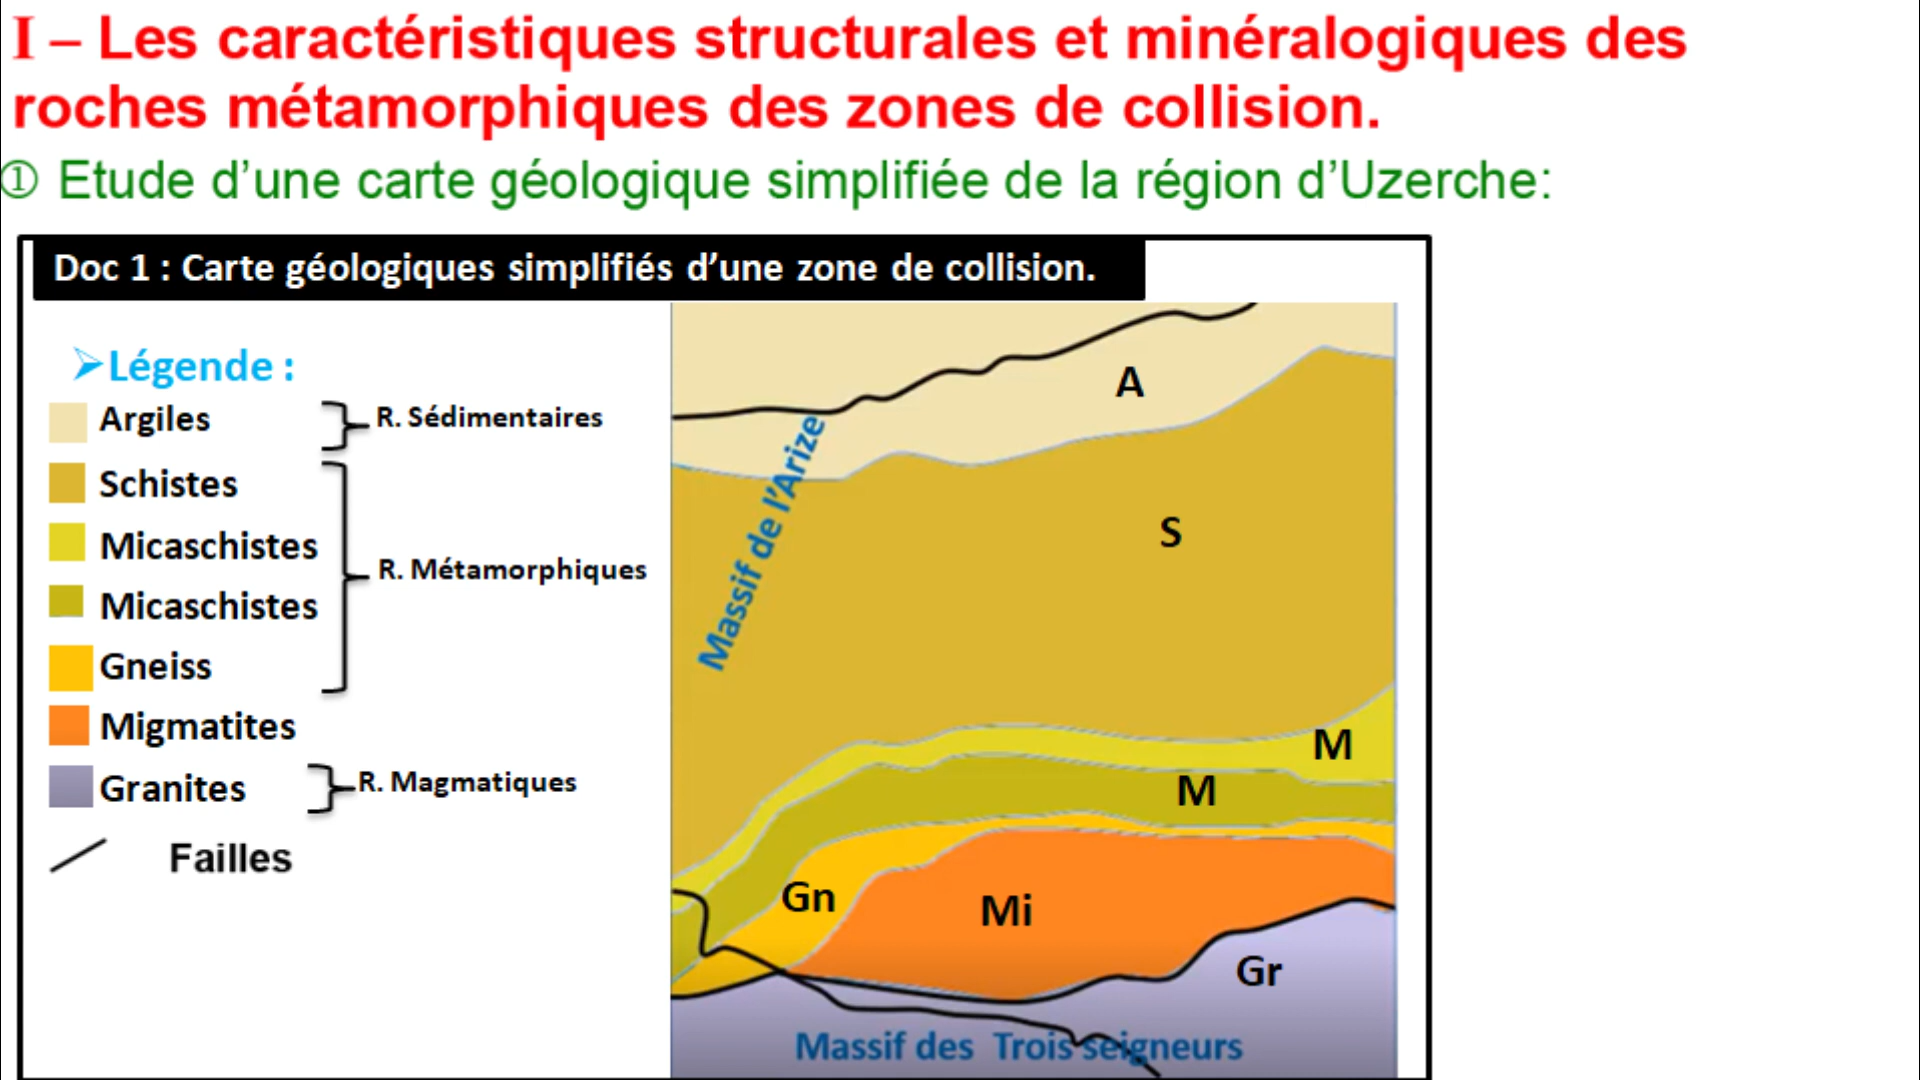 I – Les caractéristiques structurales et minéralogiques des
roches métamorphiques des zones de collision.
① Etude d’une carte géologique simplifiée de la région d’Uzerche:
Doc 1 : Carte géologiques simplifiés d’une zone de collision.
➢Légende :
Argiles
R. Sédimentaires
Schistes
Micaschistes
R. Métamorphiques
Micaschistes
Gneiss
Migmatites
Granites
R. Magmatiques
Failles
A
Massif de l’Arize
S
M
M
Gn
Mi
Gr
Massif des Trois seigneurs